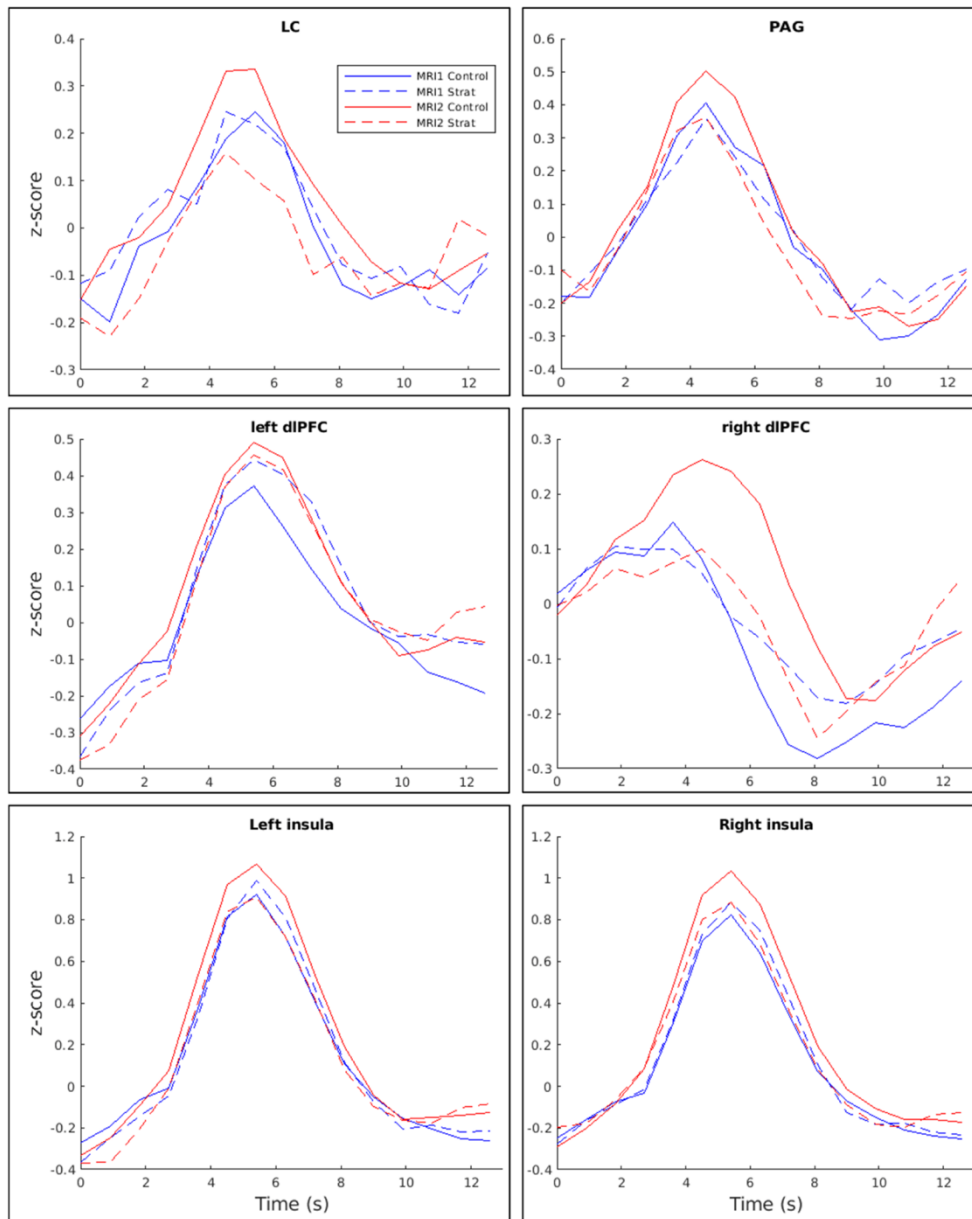 LC
0.4
0.3
0.2
0.1
0
-0.1
-0.2
-0.3
z-score
0 2 4 6 8 10 12
MRI1 Control
MRI1 Strat
MRI2 Control
MRI2 Strat
PAG
0.6
0.5
0.4
0.3
0.2
0.1
0
-0.1
-0.2
-0.3
-0.4
0 2 4 6 8 10 12
left dlPFC
0.5
0.4
0.3
0.2
0.1
0
-0.1
-0.2
-0.3
-0.4
z-score
0 2 4 6 8 10 12
right dlPFC
0.3
0.2
0.1
0
-0.1
-0.2
-0.3
0 2 4 6 8 10 12
Left insula
1.2
1
0.8
0.6
0.4
0.2
0
-0.2
-0.4
z-score
0 2 4 6 8 10 12
Time (s)
Right insula
1.2
1
0.8
0.6
0.4
0.2
0
-0.2
-0.4
0 2 4 6 8 10 12
Time (s)